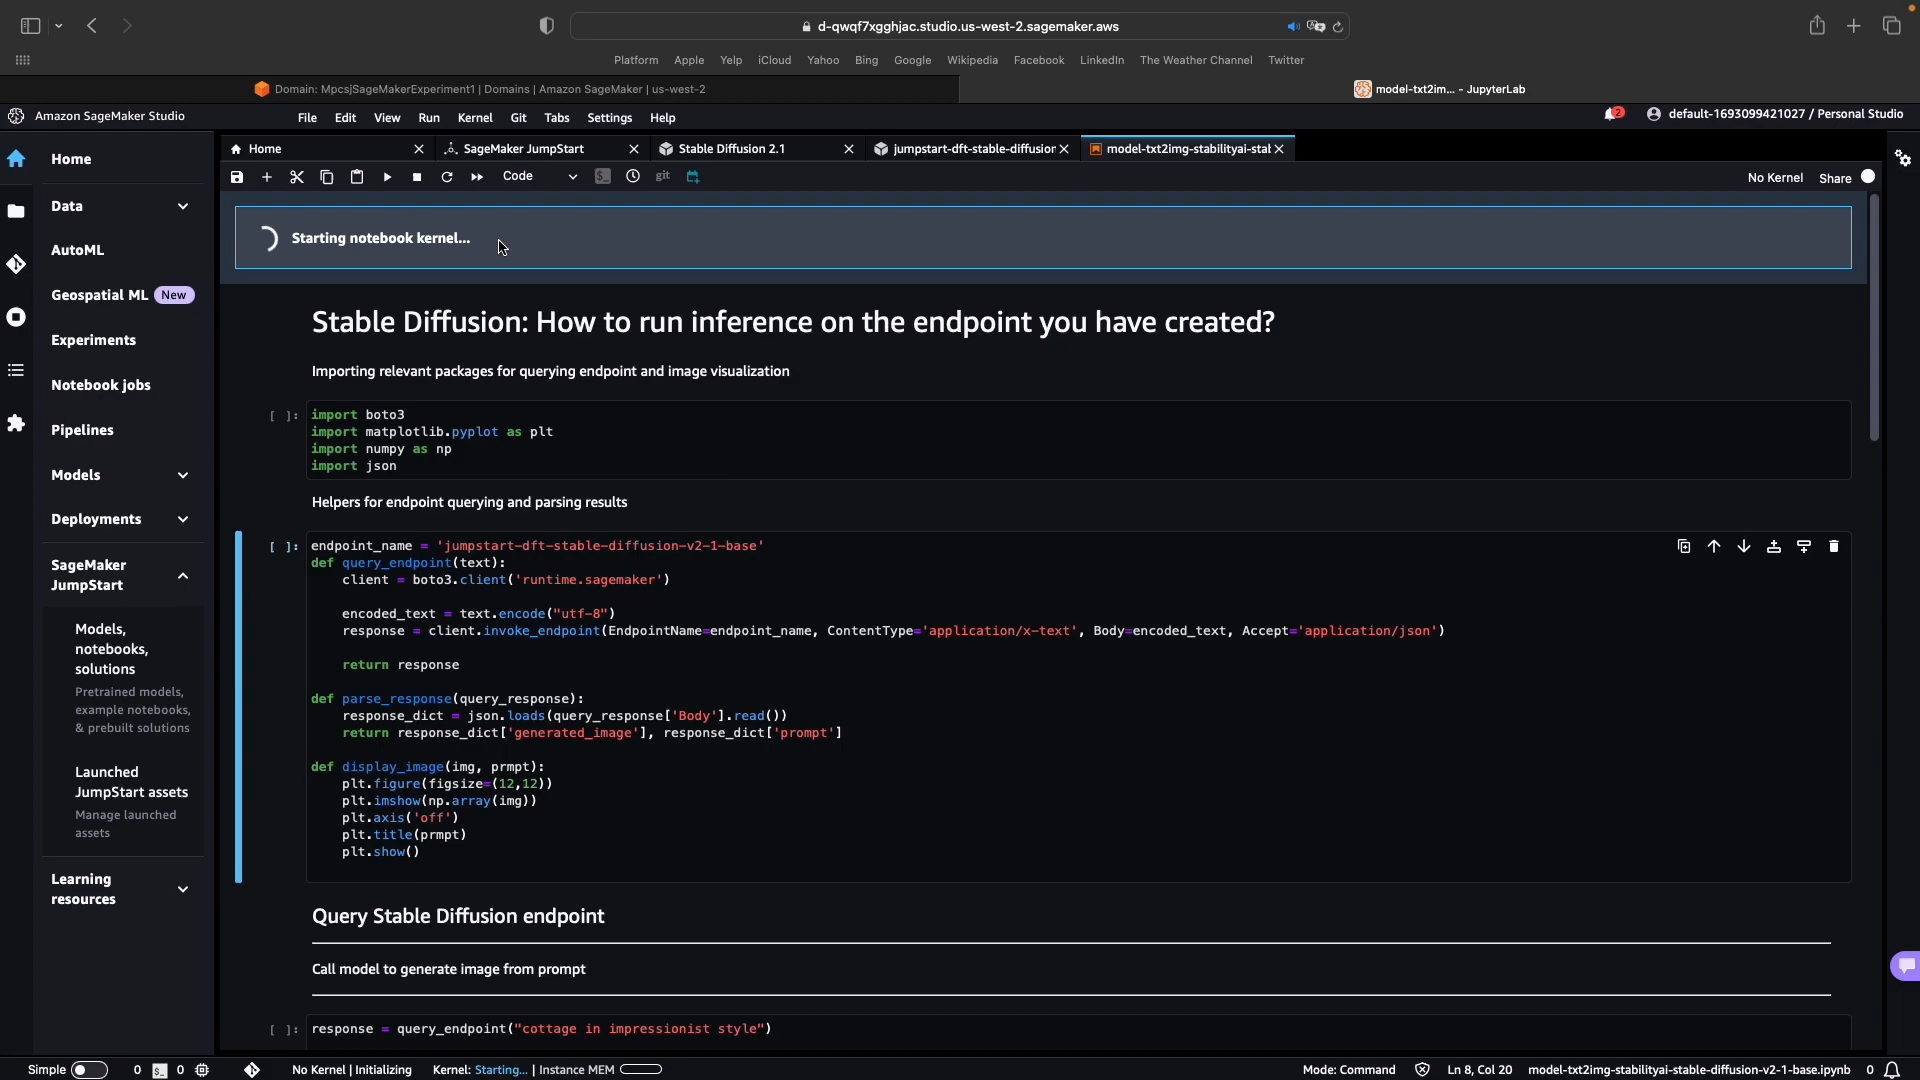 d-qwqf7xgghjac.studio.us-west-2.sagemaker.aws
Platform Apple Yelp iCloud Yahoo Bing Google Wikipedia Facebook LinkedIn The Weather Channel Twitter
Domain: MpcsjSageMakerExperiment1 | Domains | Amazon SageMaker | us-west-2
model-txt2im... - JupyterLab
Amazon SageMaker Studio
File Edit View Run Kernel Git Tabs Settings Help
2
default-1693099421027 / Personal Studio
Home
Data
AutoML
Geospatial ML New
Experiments
Notebook jobs
Pipelines
Models
Deployments
SageMaker
JumpStart
Models,
notebooks,
solutions
Pretrained models,
example notebooks,
& prebuilt solutions
Launched
JumpStart assets
Manage launched
assets
Learning
resources
Home
SageMaker JumpStart
Stable Diffusion 2.1
jumpstart-dft-stable-diffusior
model-txt2img-stabilityai-stal
Code
git
No Kernel
Share
Starting notebook kernel...
Stable Diffusion: How to run inference on the endpoint you have created?
Importing relevant packages for querying endpoint and image visualization
[ ]: import boto3
import matplotlib.pyplot as plt
import numpy as np
import json
Helpers for endpoint querying and parsing results
[ ]: endpoint_name = 'jumpstart-dft-stable-diffusion-v2-1-base'
def query_endpoint(text):
client = boto3.client('runtime.sagemaker')
encoded_text = text.encode("utf-8")
response = client.invoke_endpoint(EndpointName=endpoint_name, ContentType='application/x-text', Body=encoded_text, Accept='application/json')
return response
def parse_response(query_response):
response_dict = json.loads(query_response['Body'].read())
return response_dict['generated_image'], response_dict['prompt']
def display_image(img, prmpt):
plt.figure(figsize=(12,12))
plt.imshow(np.array(img))
plt.axis('off')
plt.title(prmpt)
plt.show()
Query Stable Diffusion endpoint
Call model to generate image from prompt
[ ]: response = query_endpoint("cottage in impressionist style")
Simple 0 $_ 0 No Kernel | Initializing Kernel: Starting... | Instance MEM Mode: Command Ln 8, Col 20 model-txt2img-stabilityai-stable-diffusion-v2-1-base.ipynb 0